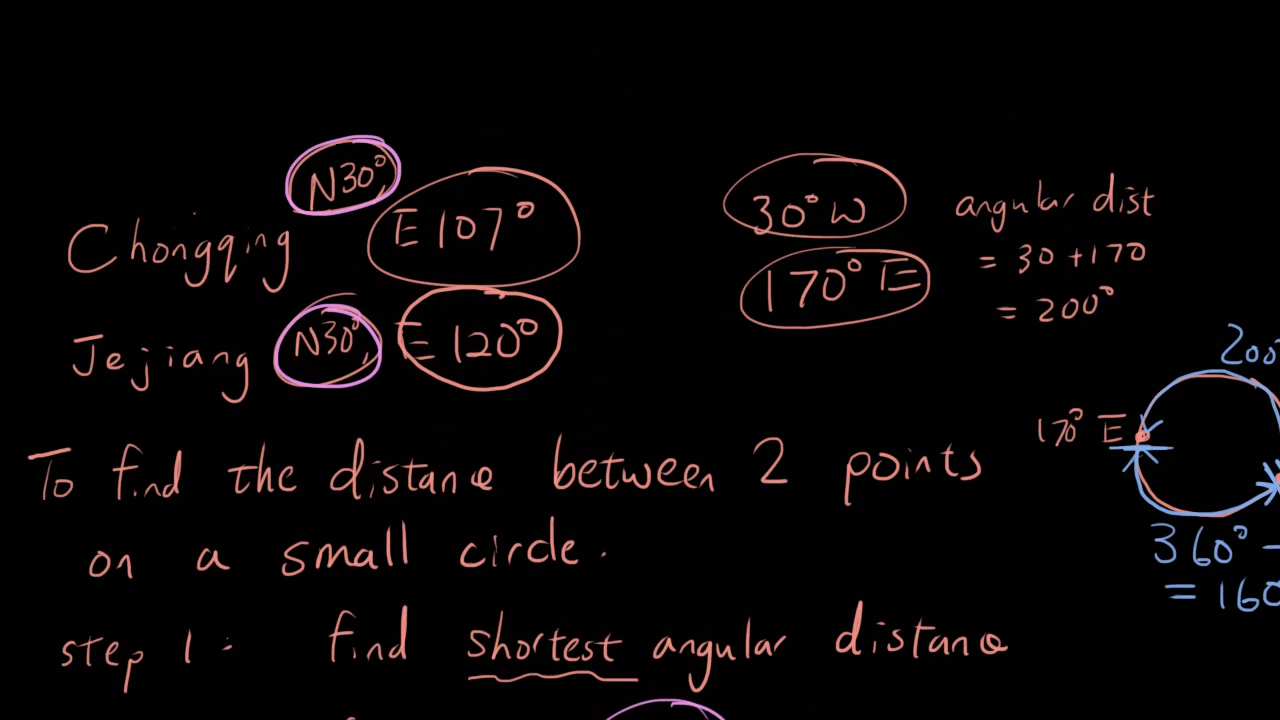 N30°
Chongqing E107°
Jejiang N30° E120°
30°W
170°E
angular dist
= 30+170
= 200°
200°
170° E
360° -
= 160
To find the distance between 2 points
on a small circle.
step 1: find shortest angular distance